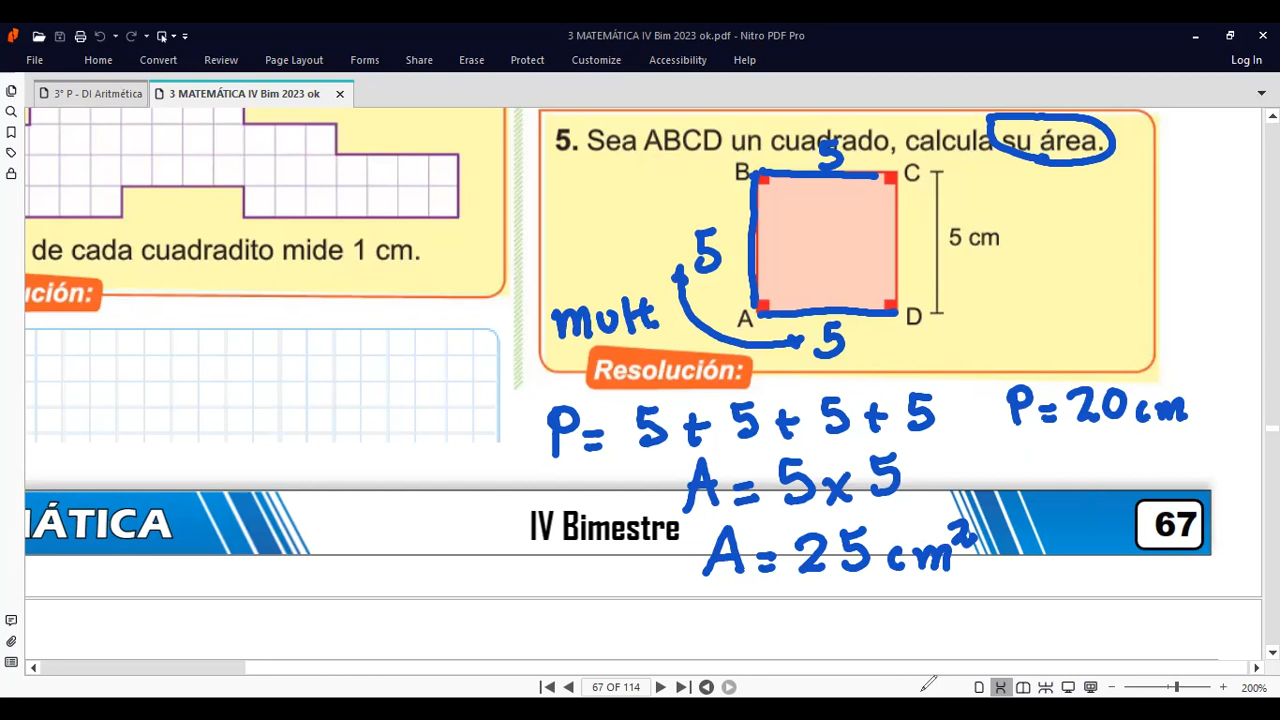 3 MATEMÁTICA IV Bim 2023 ok.pdf - Nitro PDF Pro
File Home Convert Review Page Layout Forms Share Erase Protect Customize Accessibility Help Log In
3° P - DI Aritmética 3 MATEMÁTICA IV Bim 2023 ok
5. Sea ABCD un cuadrado, calcula su área.
5
B C
5 5 cm
mult
A D
5
de cada cuadradito mide 1 cm.
ución:
Resolución:
P= 5 + 5 + 5 + 5 P= 20 cm
A = 5 x 5
ÁTICA IV Bimestre 67
A = 25 cm²
67 OF 114 200%